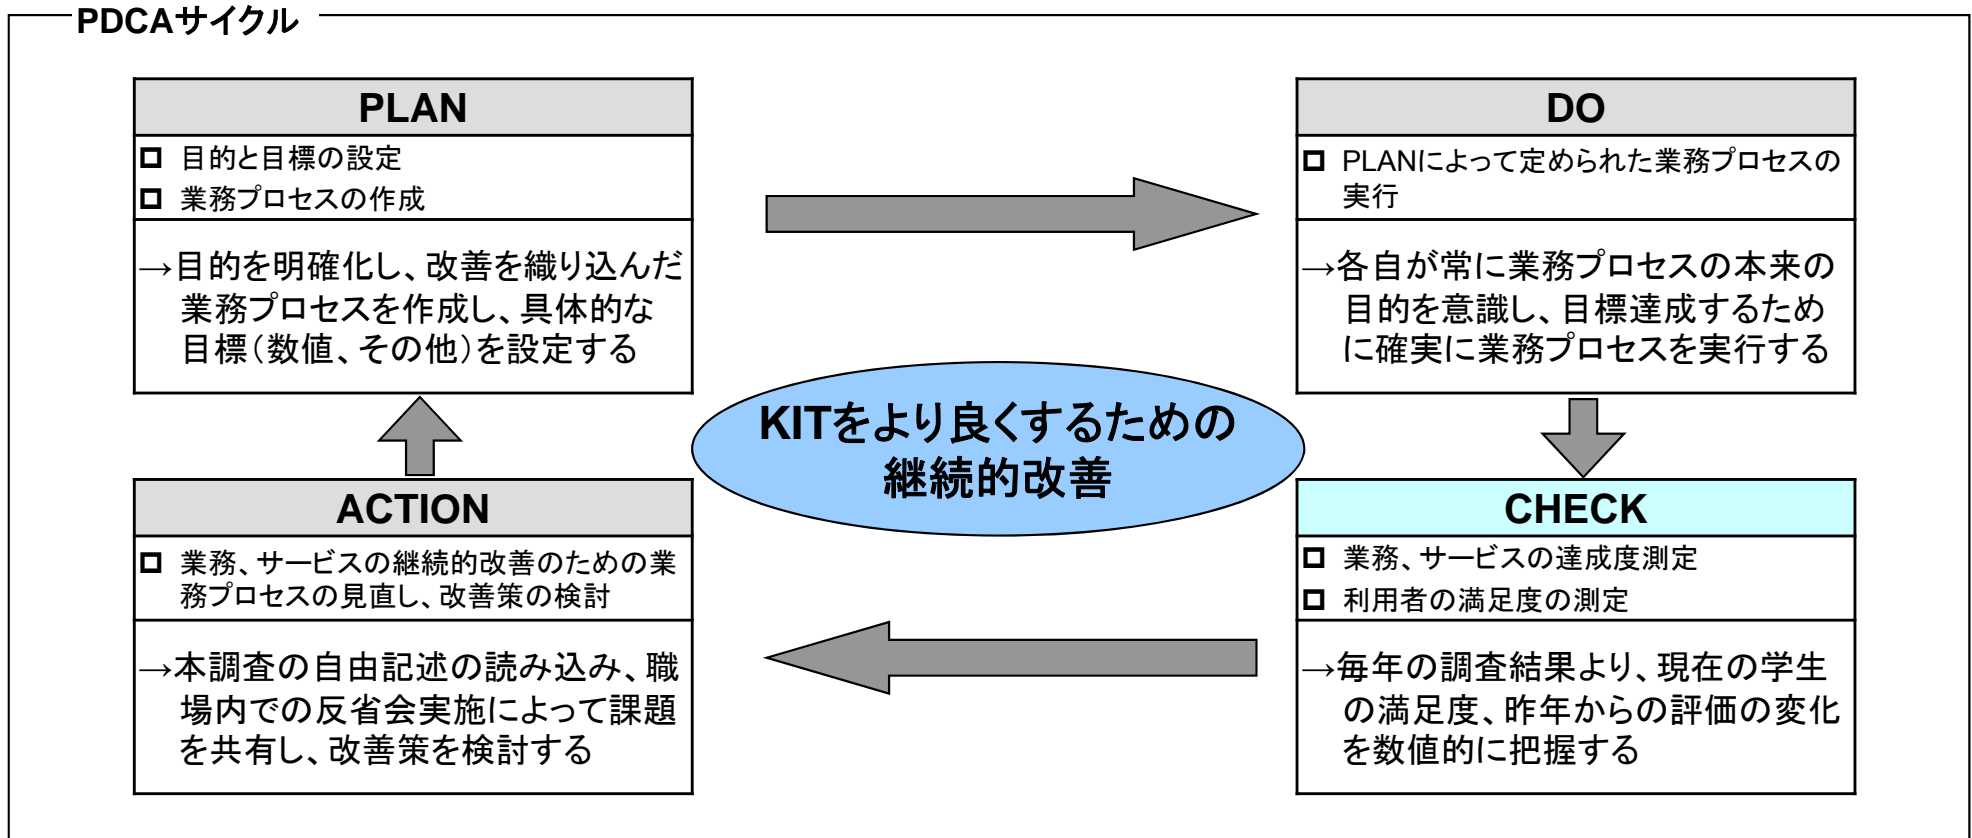 PDCAサイクル
PLAN
目的と目標の設定
業務プロセスの作成
→目的を明確化し、改善を織り込んだ
業務プロセスを作成し、具体的な
目標（数値、その他）を設定する
DO
PLANによって定められた業務プロセスの
実行
→各自が常に業務プロセスの本来の
目的を意識し、目標達成するため
に確実に業務プロセスを実行する
KITをより良くするための
継続的改善
CHECK
業務、サービスの達成度測定
利用者の満足度の測定
→毎年の調査結果より、現在の学生
の満足度、昨年からの評価の変化
を数値的に把握する
ACTION
業務、サービスの継続的改善のための業
務プロセスの見直し、改善策の検討
→本調査の自由記述の読み込み、職
場内での反省会実施によって課題
を共有し、改善策を検討する